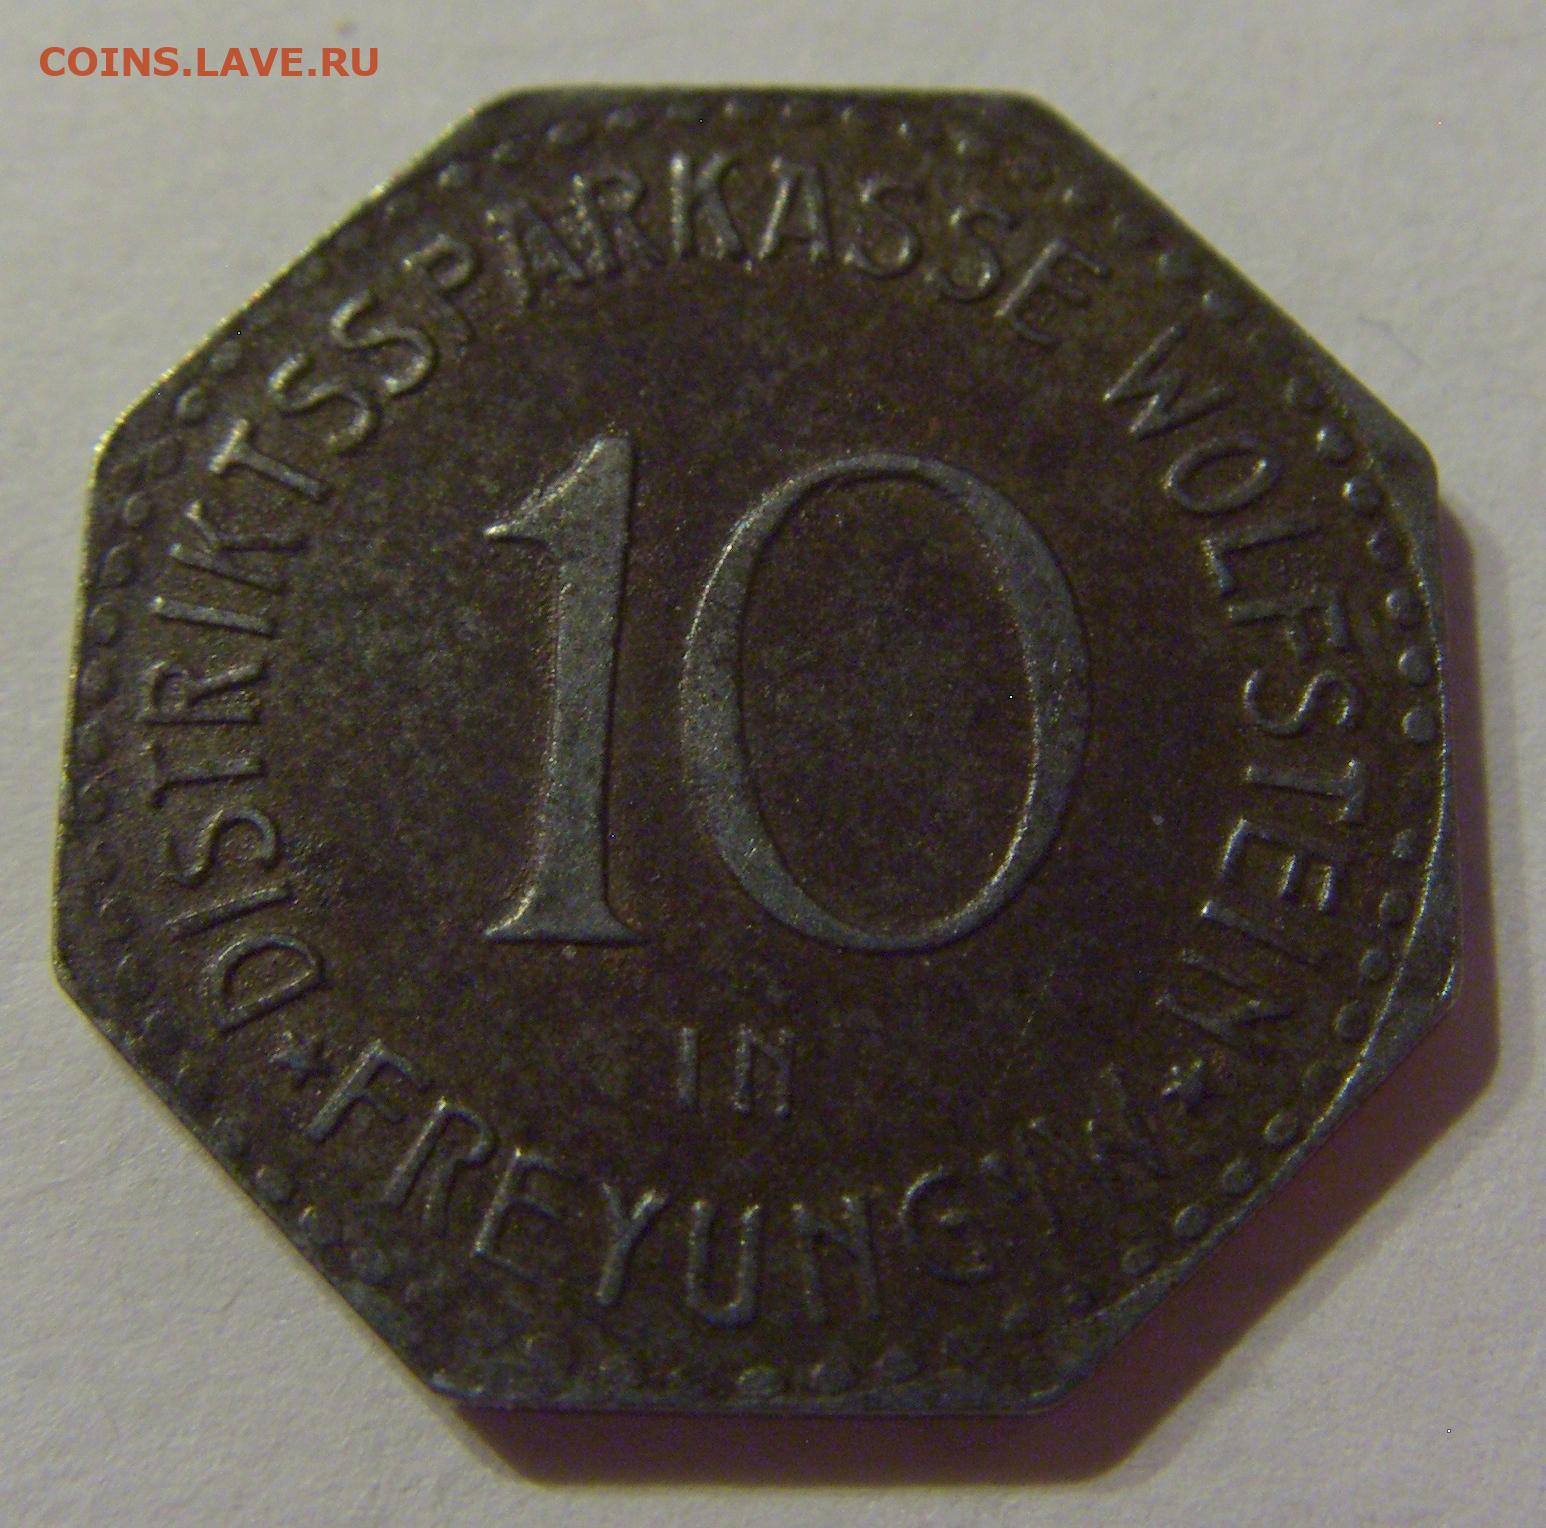 COINS.LAVE.RU
DISTRIKTSSPARKASSE WOLFSTEIN
10
IN
* FREYUNG v/W *